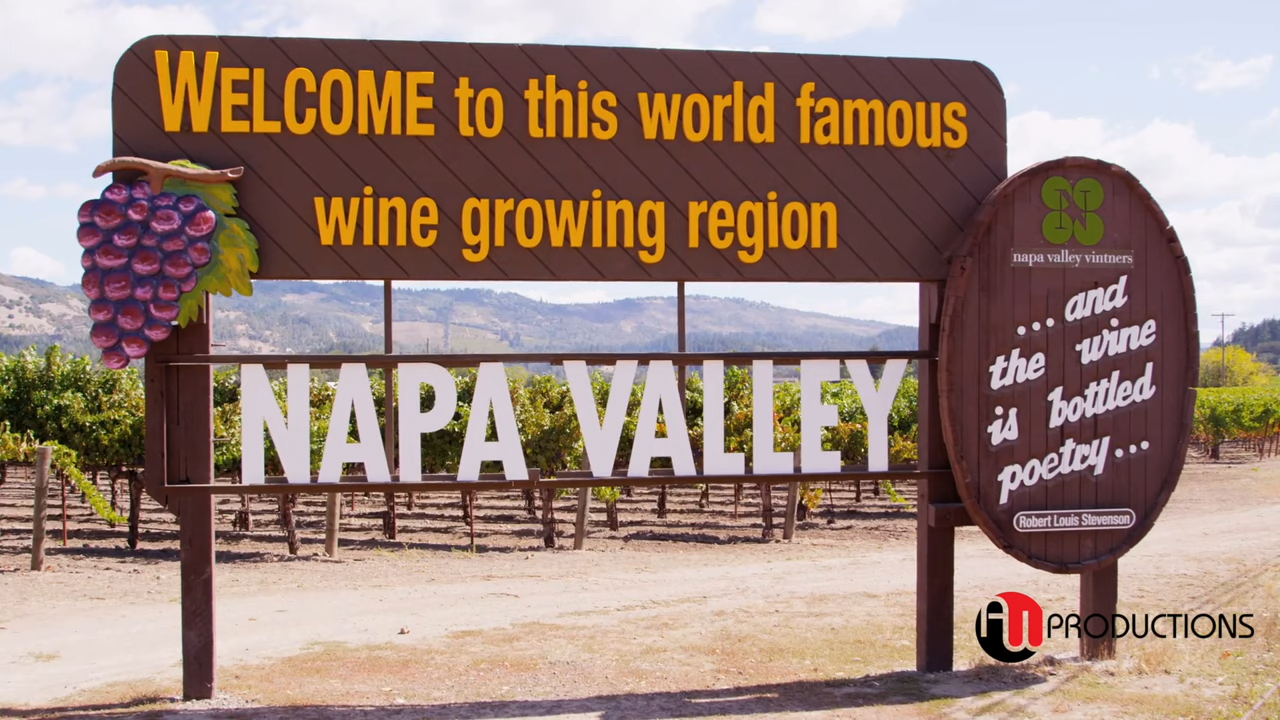 WELCOME to this world famous
wine growing region
NAPA VALLEY
napa valley vintners
...and
the wine
is bottled
poetry...
Robert Louis Stevenson
PRODUCTIONS